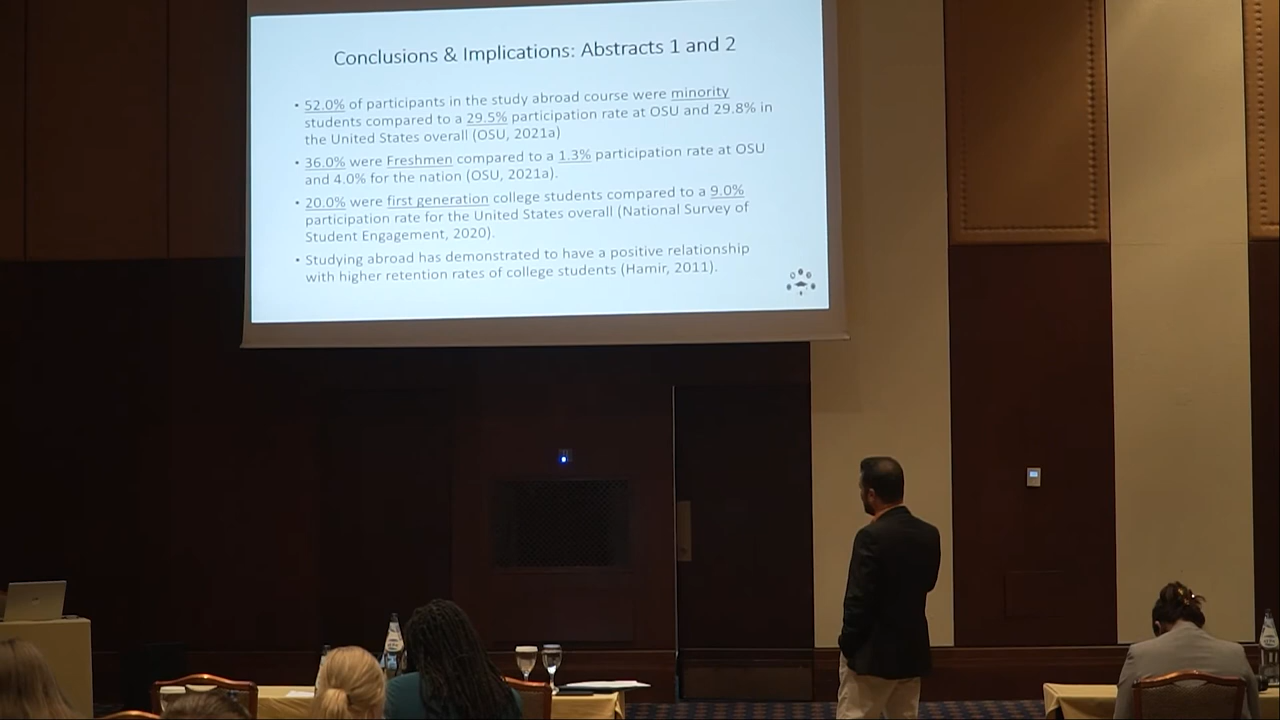 Conclusions & Implications: Abstracts 1 and 2
• 52.0% of participants in the study abroad course were minority
students compared to a 29.5% participation rate at OSU and 29.8% in
the United States overall (OSU, 2021a)
• 36.0% were Freshmen compared to a 1.3% participation rate at OSU
and 4.0% for the nation (OSU, 2021a).
• 20.0% were first generation college students compared to a 9.0%
participation rate for the United States overall (National Survey of
Student Engagement, 2020).
• Studying abroad has demonstrated to have a positive relationship
with higher retention rates of college students (Hamir, 2011).